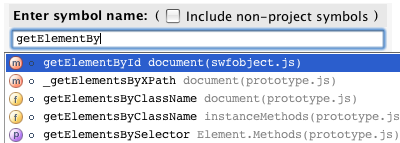 Enter symbol name: ( Include non-project symbols )
getElementBy
m getElementById document(swfobject.js)
m _getElementsByXPath document(prototype.js)
f getElementsByClassName document(prototype.js)
f getElementsByClassName instanceMethods(prototype.js
p getElementsBySelector Element.Methods(prototype.js)